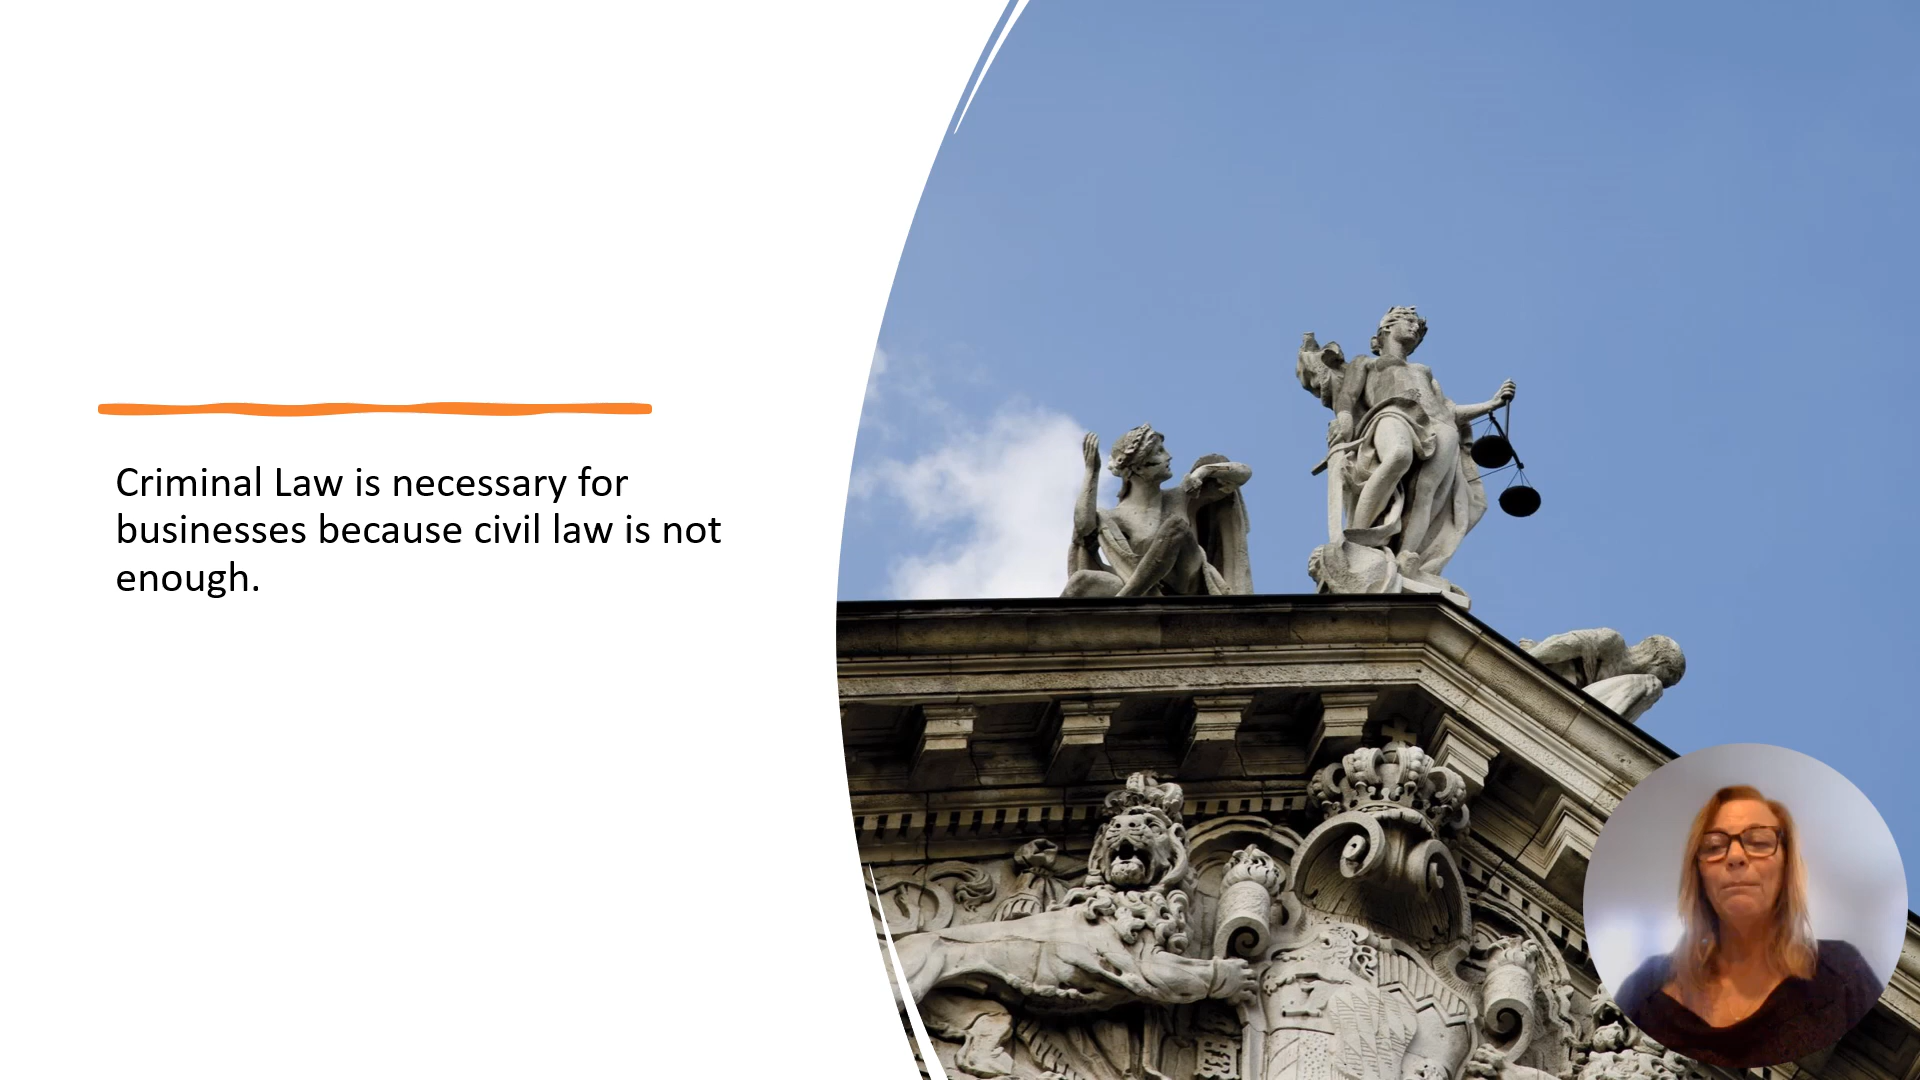 Criminal Law is necessary for
businesses because civil law is not
enough.